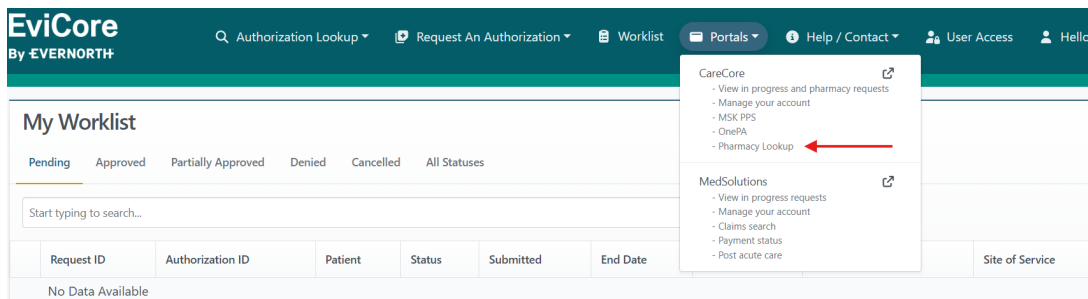 EviCore
By EVERNORTH
Authorization Lookup
Request An Authorization
Worklist
Portals
Help / Contact
User Access
Hello
CareCore
- View in progress and pharmacy requests
- Manage your account
- MSK PPS
- OnePA
- Pharmacy Lookup
MedSolutions
- View in progress requests
- Manage your account
- Claims search
- Payment status
- Post acute care
My Worklist
Pending Approved Partially Approved Denied Cancelled All Statuses
Start typing to search...
Request ID Authorization ID Patient Status Submitted End Date Site of Service
No Data Available